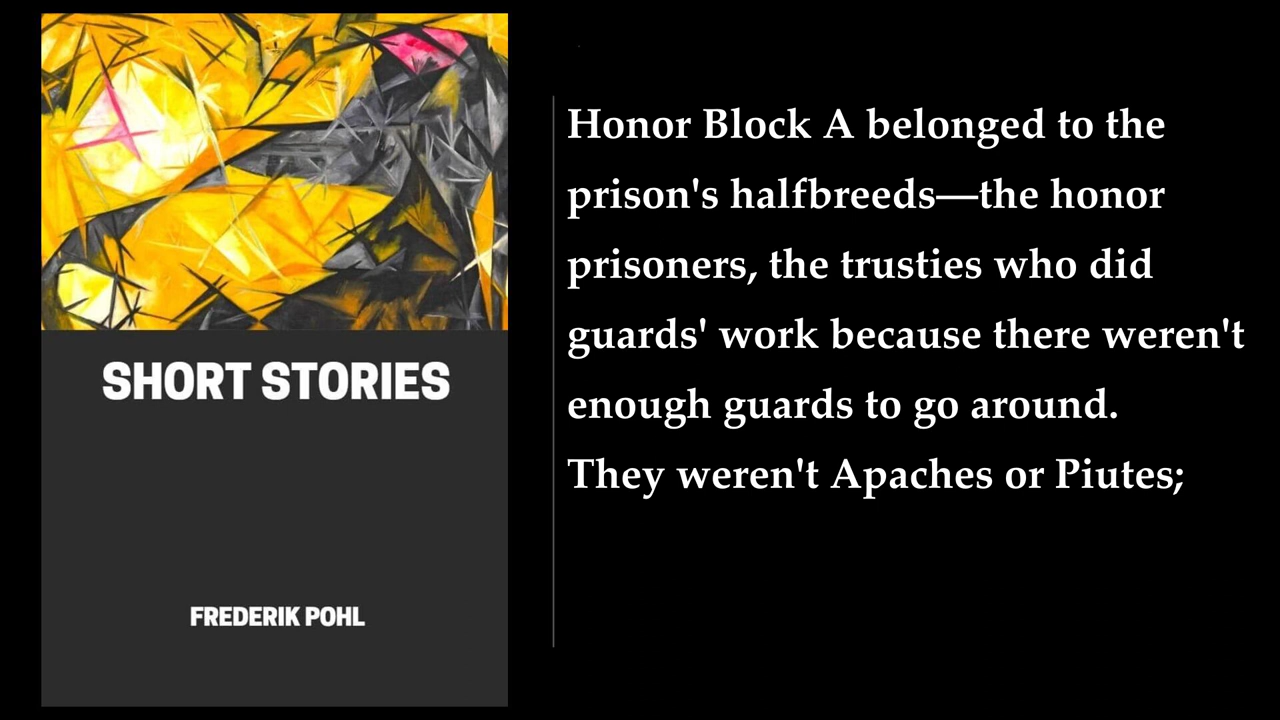 SHORT STORIES
FREDERIK POHL
Honor Block A belonged to the
prison's halfbreeds—the honor
prisoners, the trusties who did
guards' work because there weren't
enough guards to go around.
They weren't Apaches or Piutes;